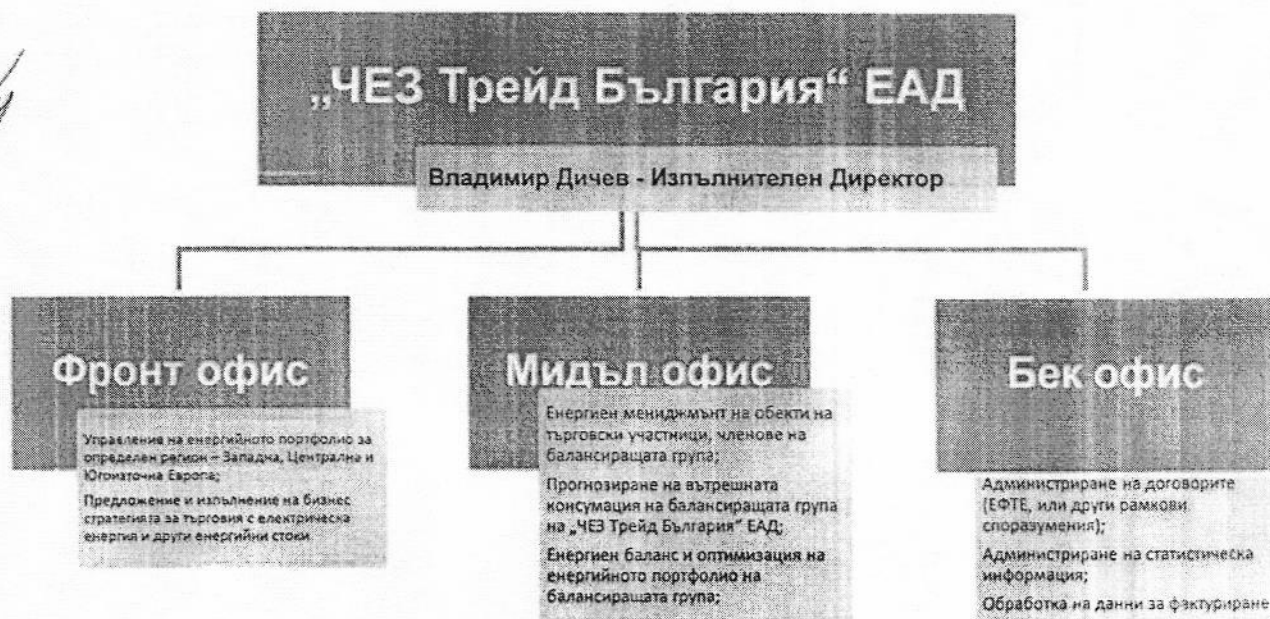 „ЧЕЗ Трейд България“ ЕАД
Владимир Дичев - Изпълнителен Директор
Фронт офис
Управление на енергийното портфолио за
определен регион – Западна, Централна и
Югоизточна Европа;
Предложение и изпълнение на бизнес
стратегията за търговия с електрическа
енергия и други енергийни стоки
Мидъл офис
Енергиен мениджмънт на обекти на
търговски участници, членове на
балансиращата група;
Прогнозиране на вътрешната
консумация на балансиращата група
на „ЧЕЗ Трейд България“ ЕАД;
Енергиен баланс и оптимизация на
енергийното портфолио на
балансиращата група;
Бек офис
Администриране на договорите
(ЕФТЕ, или други рамкови
споразумения);
Администриране на статистическа
информация;
Обработка на данни за фактуриране